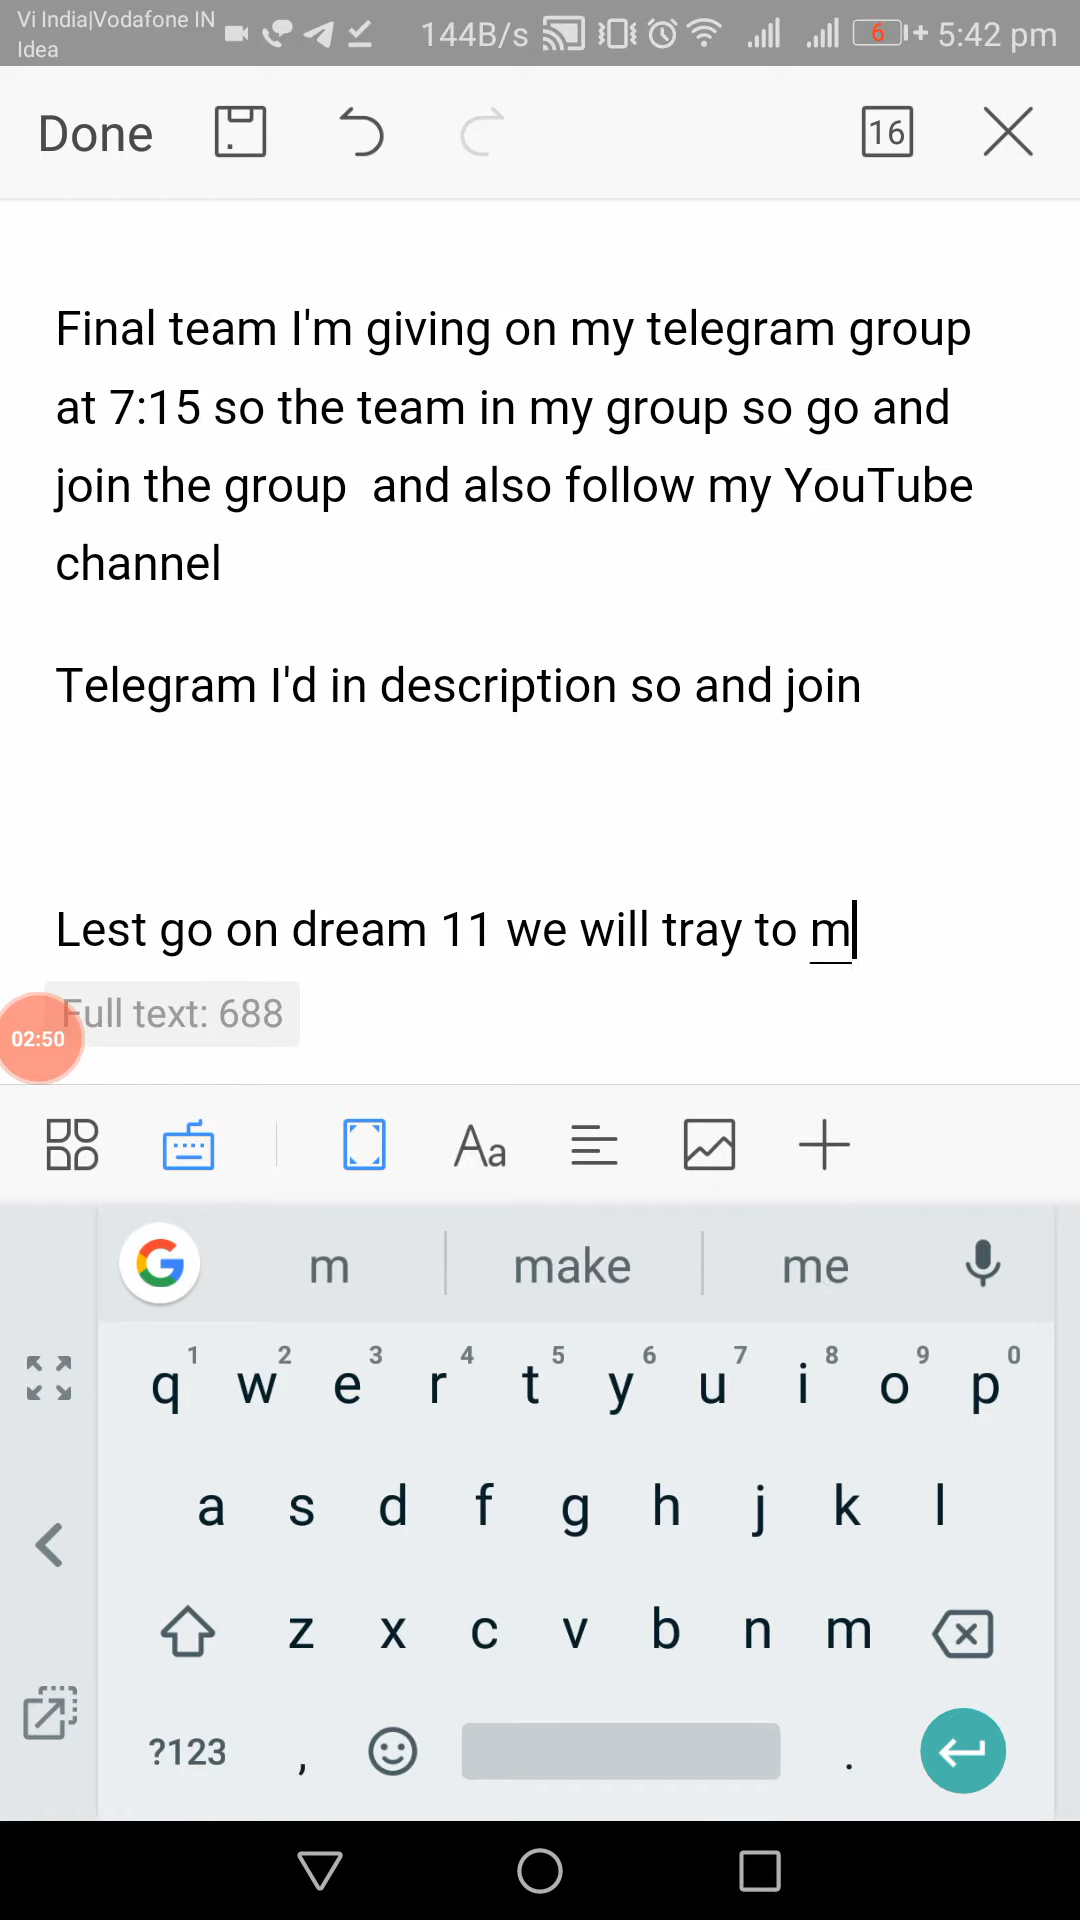 Vi India|Vodafone IN
Idea
144B/s
6
5:42 pm
Done
16
Final team I'm giving on my telegram group
at 7:15 so the team in my group so go and
join the group  and also follow my YouTube
channel
Telegram I'd in description so and join
Lest go on dream 11 we will tray to m
Full text: 688
02:50
Aa
G
m
make
me
1 2 3 4 5 6 7 8 9 0
q w e r t y u i o p
a s d f g h j k l
z x c v b n m
?123 , .